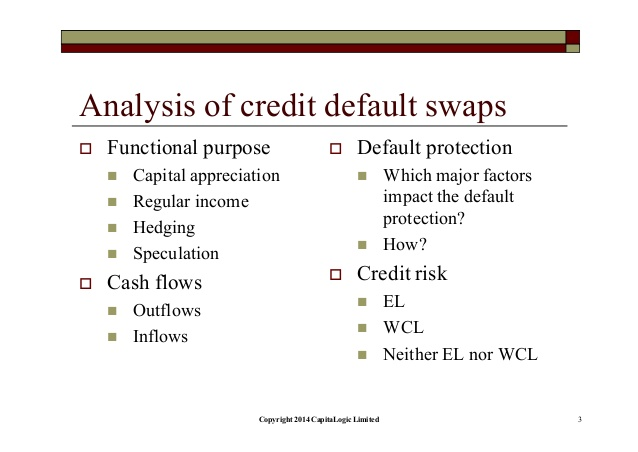 Analysis of credit default swaps
Functional purpose
Capital appreciation
Regular income
Hedging
Speculation
Cash flows
Outflows
Inflows
Default protection
Which major factors
impact the default
protection?
How?
Credit risk
EL
WCL
Neither EL nor WCL
Copyright 2014 CapitaLogic Limited
3